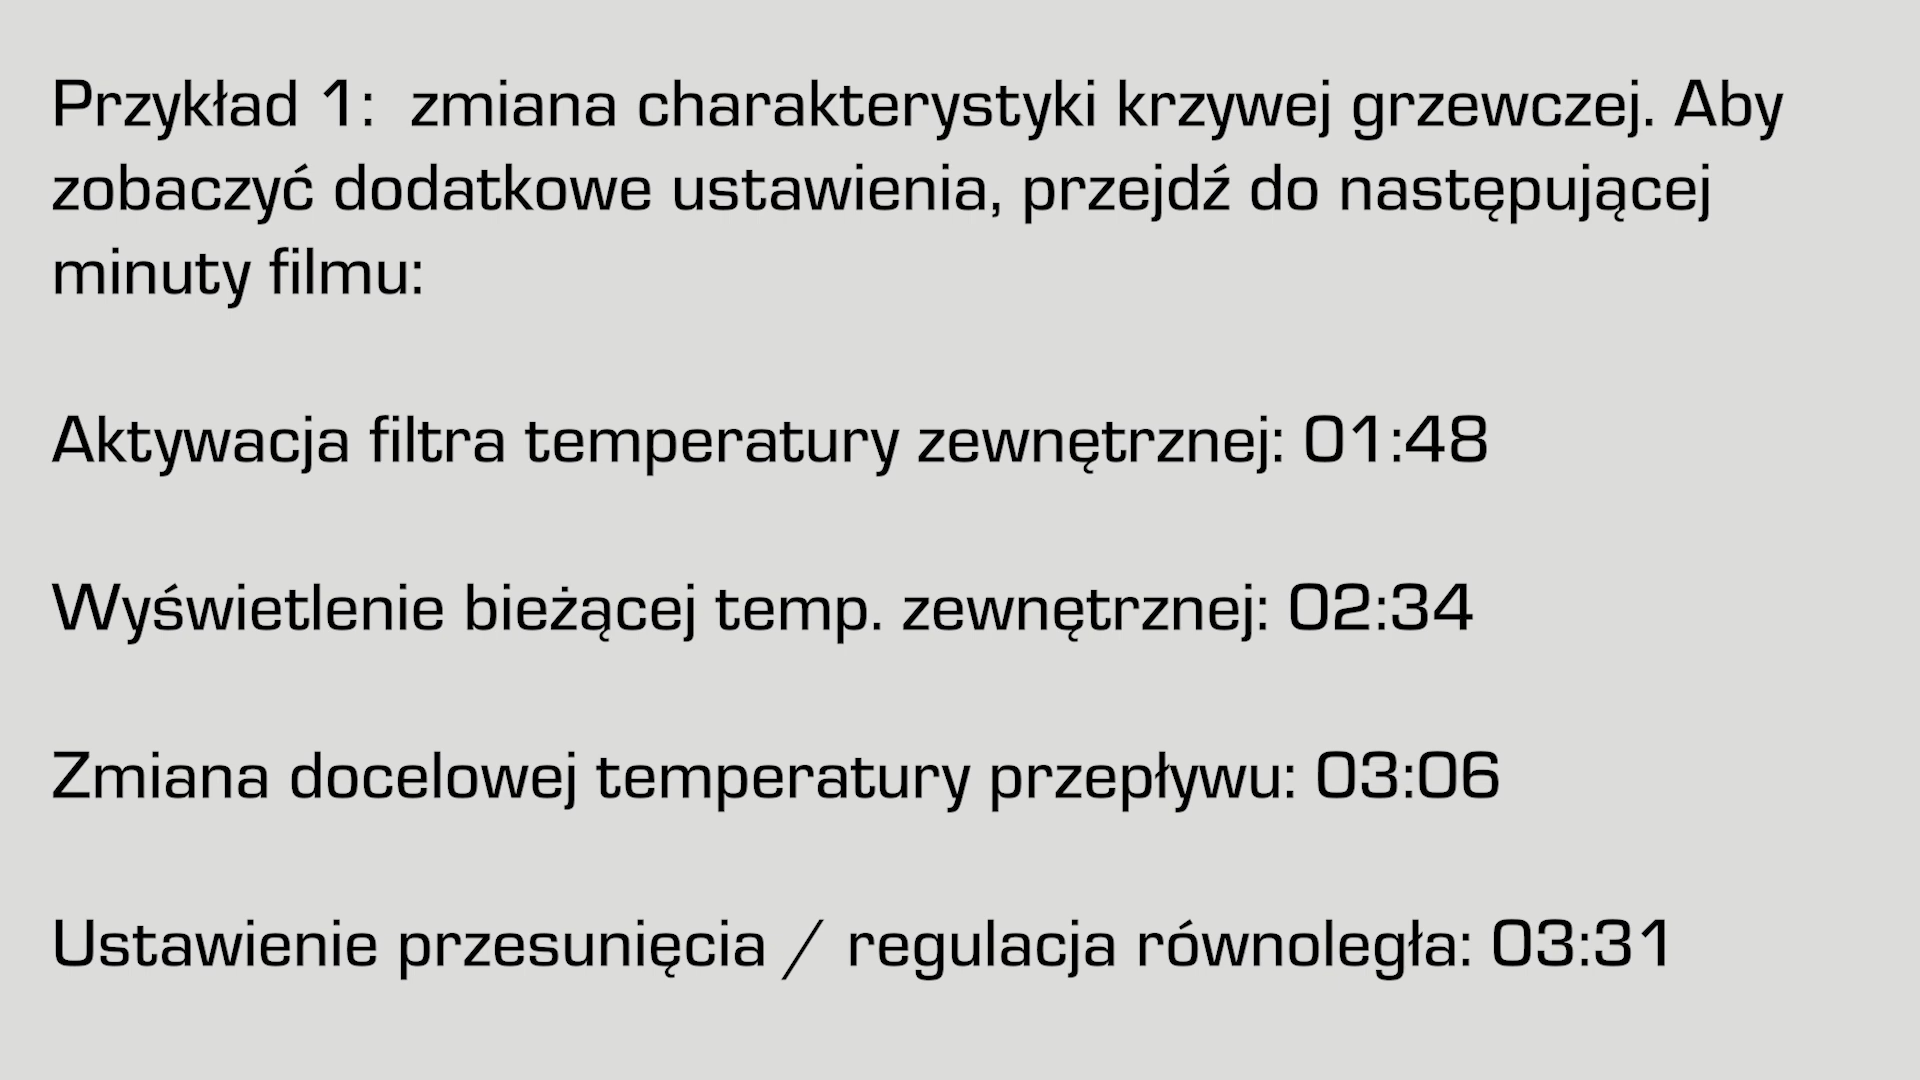 Przykład 1:  zmiana charakterystyki krzywej grzewczej. Aby
zobaczyć dodatkowe ustawienia, przejdź do następującej
minuty filmu:
Aktywacja filtra temperatury zewnętrznej: 01:48
Wyświetlenie bieżącej temp. zewnętrznej: 02:34
Zmiana docelowej temperatury przepływu: 03:06
Ustawienie przesunięcia / regulacja równoległa: 03:31